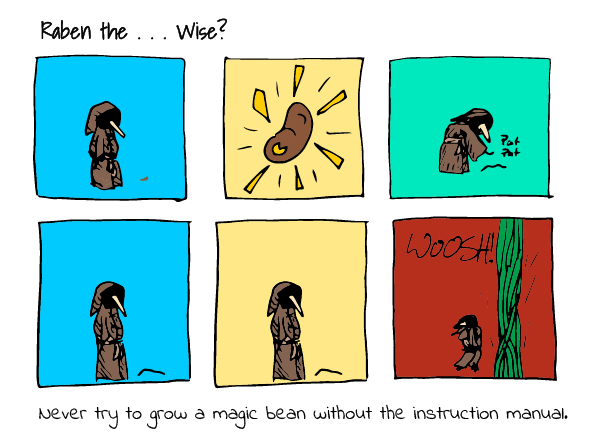 Raben the . . . Wise?
Pat
Pat
WOOSH!
Never try to grow a magic bean without the instruction manual.